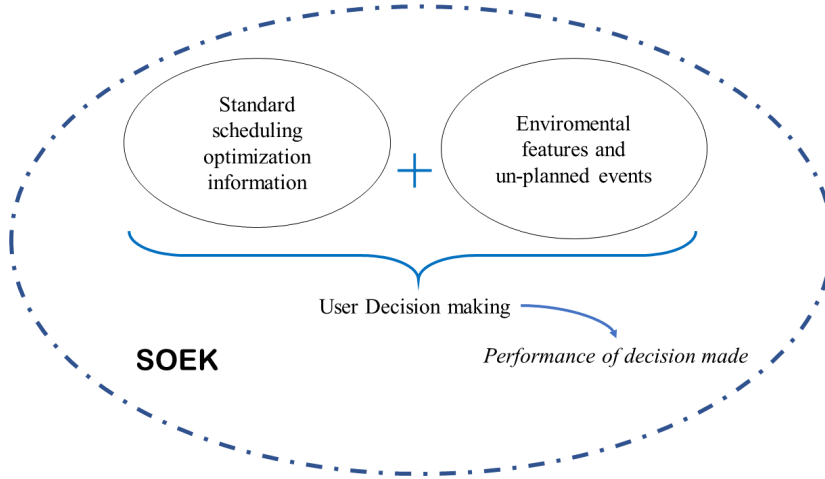 Standard
scheduling
optimization
information
+
Enviromental
features and
un-planned events
User Decision making
Performance of decision made
SOEK